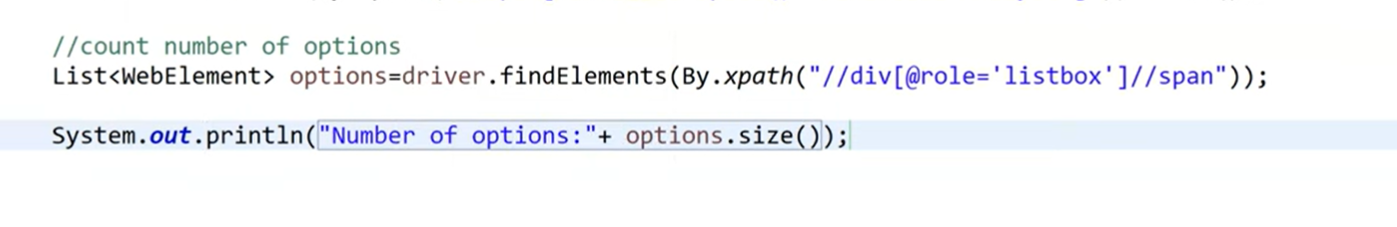 //count number of options
List<WebElement> options=driver.findElements(By.xpath("//div[@role='listbox']//span"));
System.out.println("Number of options:"+ options.size());